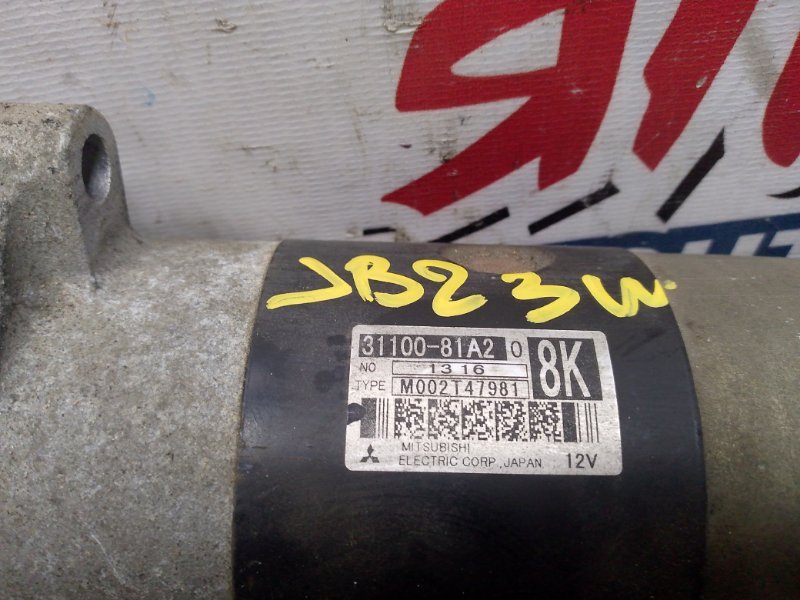 JB23W
31100-81A2 0 8K
NO 1316
TYPE M002T47981
MITSUBISHI
ELECTRIC CORP., JAPAN 12V